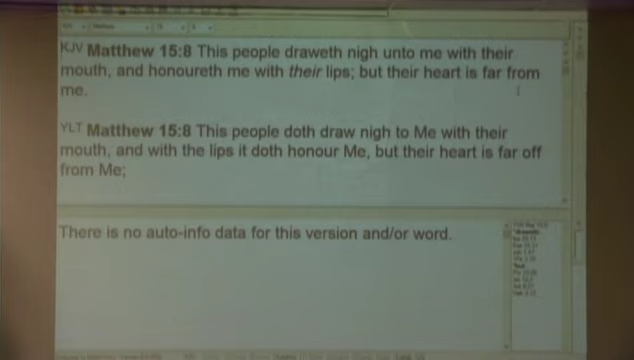 KJV Matthew 15:8 This people draweth nigh unto me with their
mouth, and honoureth me with their lips; but their heart is far from
me.
YLT Matthew 15:8 This people doth draw nigh to Me with their
mouth, and with the lips it doth honour Me, but their heart is far off
from Me;
There is no auto-info data for this version and/or word.